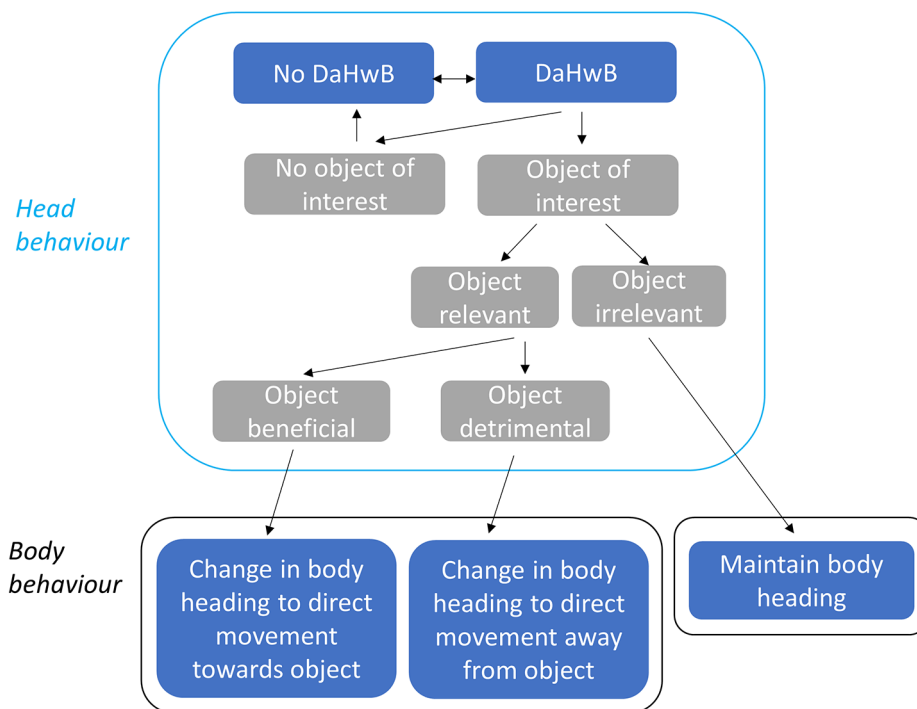 No DaHwB
DaHwB
No object of
interest
Object of
interest
Head
behaviour
Object
relevant
Object
irrelevant
Object
beneficial
Object
detrimental
Body
behaviour
Change in body
heading to direct
movement
towards object
Change in body
heading to direct
movement away
from object
Maintain body
heading